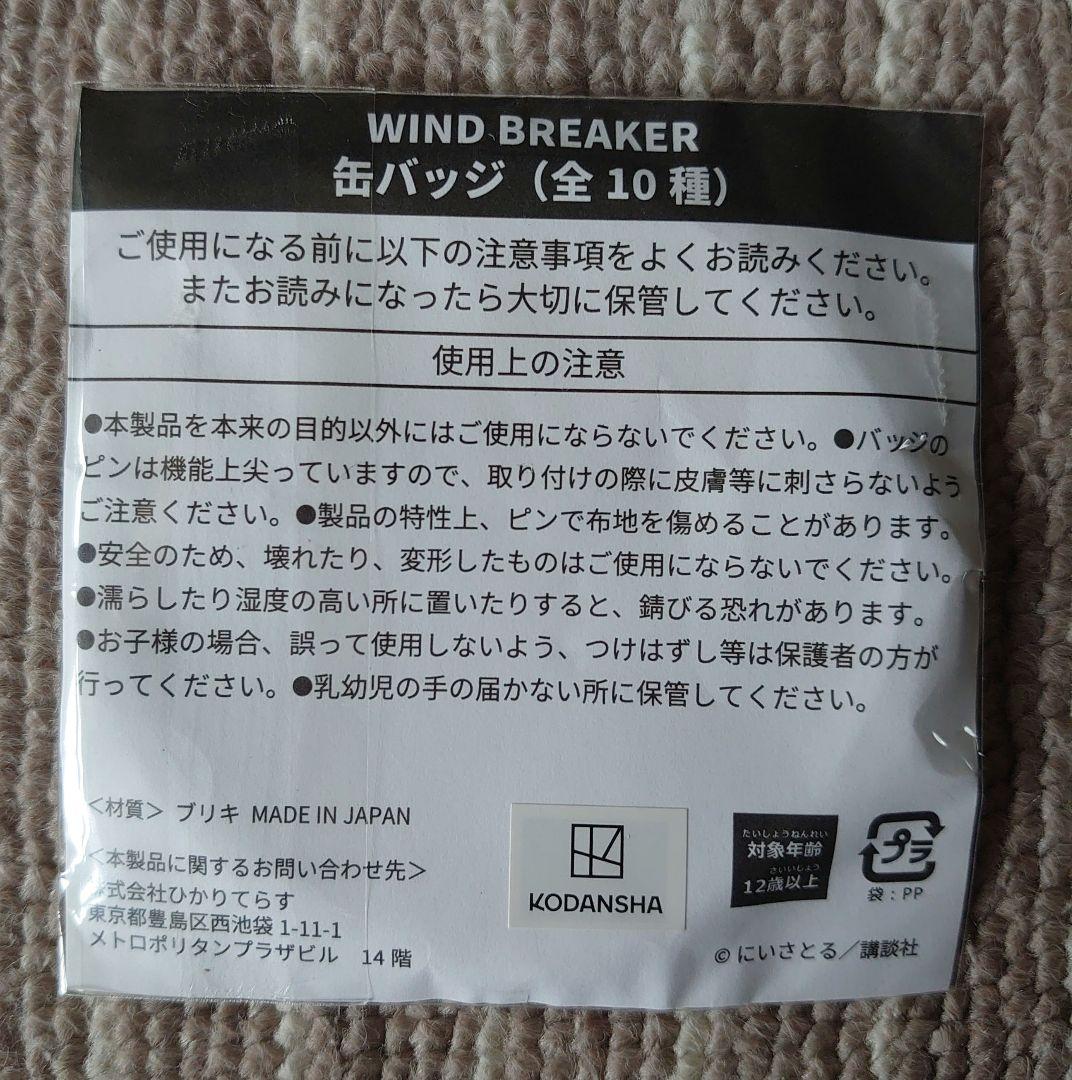 WIND BREAKER
缶バッジ（全 10 種）
ご使用になる前に以下の注意事項をよくお読みください。
またお読みになったら大切に保管してください。
使用上の注意
●本製品を本来の目的以外にはご使用にならないでください。●バッジの
ピンは機能上尖っていますので、取り付けの際に皮膚等に刺さらないよう
ご注意ください。●製品の特性上、ピンで布地を傷めることがあります。
●安全のため、壊れたり、変形したものはご使用にならないでください。
●濡らしたり湿度の高い所に置いたりすると、錆びる恐れがあります。
●お子様の場合、誤って使用しないよう、つけはずし等は保護者の方が
行ってください。●乳幼児の手の届かない所に保管してください。
＜材質＞ ブリキ MADE IN JAPAN
＜本製品に関するお問い合わせ先＞
株式会社ひかりてらす
東京都豊島区西池袋 1-11-1
メトロポリタンプラザビル 14 階
KODANSHA
たいしょうねんれい
対象年齢
さいいじょう
12歳以上
プラ
袋：PP
© にいさとる／講談社